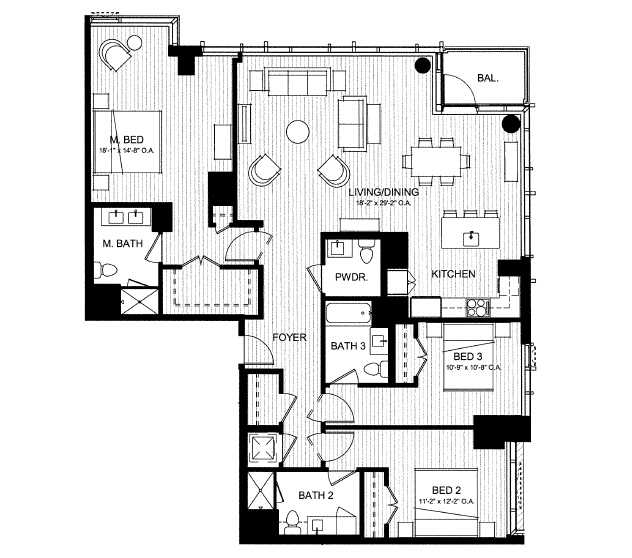 BAL.
M. BED
18'-1" x 14'-8" O.A.
LIVING/DINING
18'-2" x 29'-2" O.A.
M. BATH
PWDR.
KITCHEN
FOYER
BATH 3
BED 3
10'-9" x 10'-8" O.A.
BED 2
11'-2" x 12'-2" O.A.
BATH 2